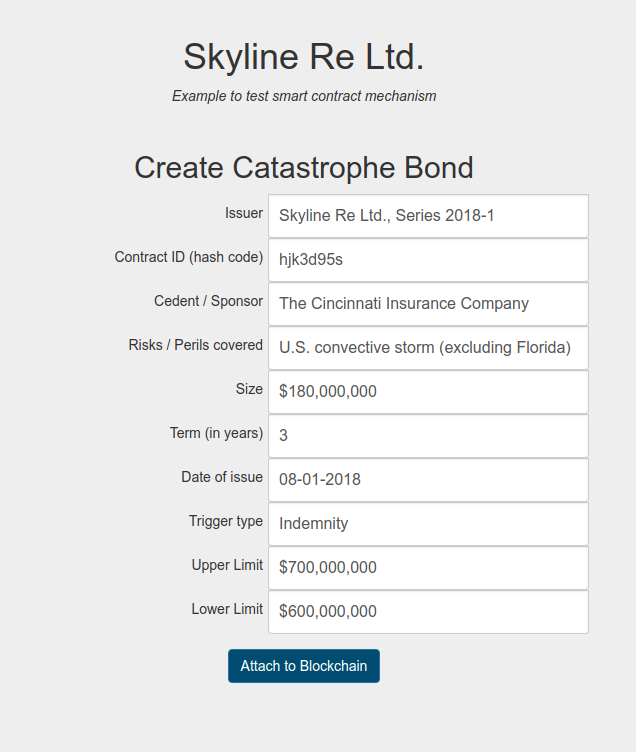 Skyline Re Ltd.
Example to test smart contract mechanism
Create Catastrophe Bond
Issuer Skyline Re Ltd., Series 2018-1
Contract ID (hash code) hjk3d95s
Cedent / Sponsor The Cincinnati Insurance Company
Risks / Perils covered U.S. convective storm (excluding Florida)
Size $180,000,000
Term (in years) 3
Date of issue 08-01-2018
Trigger type Indemnity
Upper Limit $700,000,000
Lower Limit $600,000,000
Attach to Blockchain